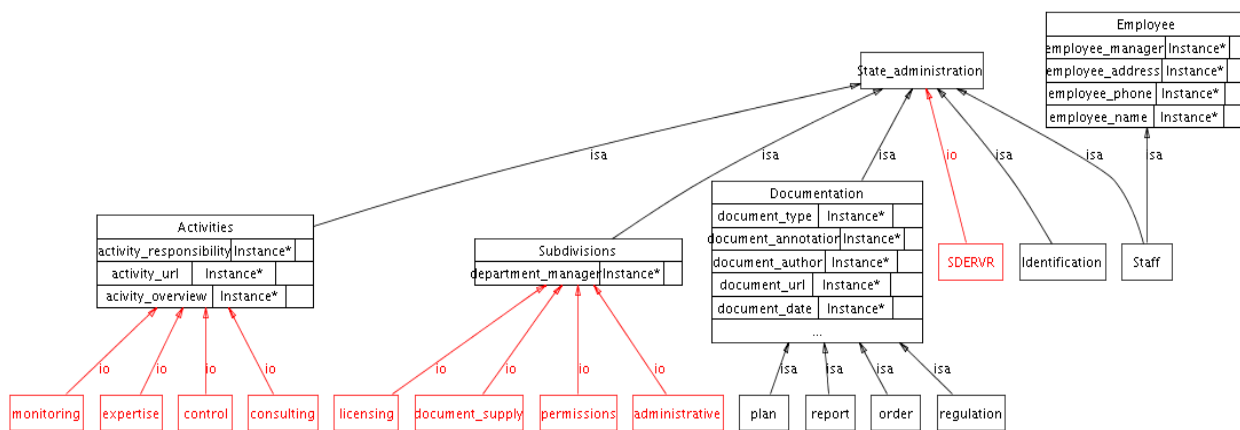 Employee
employee_manager Instance*
State_administration
employee_address Instance*
employee_phone Instance*
employee_name Instance*
isa isa isa io isa isa isa
Documentation
document_type Instance*
Activities
document_annotation Instance*
activity_responsibility Instance*
Subdivisions
document_author Instance*
SDERVR Identification Staff
activity_url Instance*
department_manager Instance*
document_url Instance*
acivity_overview Instance*
document_date Instance*
...
io io io io io io io io isa isa isa isa
monitoring expertise control consulting licensing document_supply permissions administrative plan report order regulation